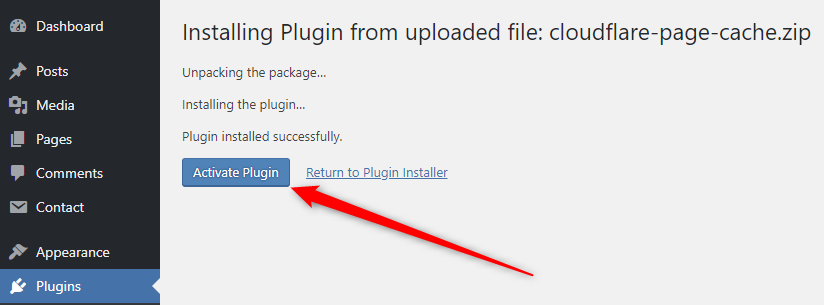 Dashboard
Posts
Media
Pages
Comments
Contact
Appearance
Plugins
Installing Plugin from uploaded file: cloudflare-page-cache.zip
Unpacking the package…
Installing the plugin…
Plugin installed successfully.
Activate Plugin Return to Plugin Installer